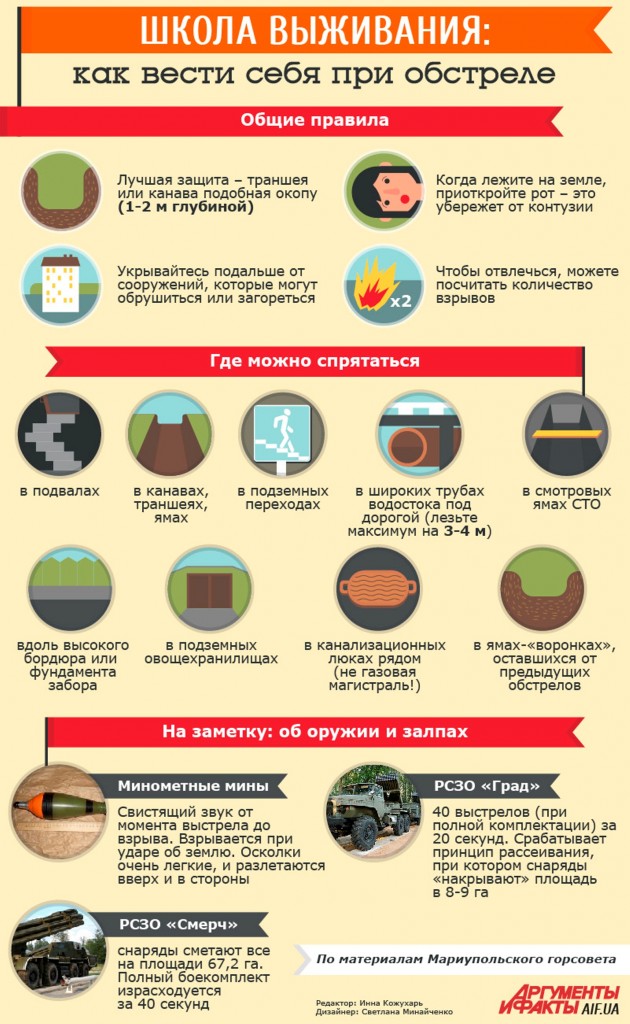 ШКОЛА ВЫЖИВАНИЯ:
как вести себя при обстреле
Общие правила
Лучшая защита – траншея
или канава подобная окопу
(1-2 м глубиной)
Когда лежите на земле,
приоткройте рот – это
убережет от контузии
Укрывайтесь подальше от
сооружений, которые могут
обрушиться или загореться
x2
Чтобы отвлечься, можете
посчитать количество
взрывов
Где можно спрятаться
в подвалах
в канавах,
траншеях,
ямах
в подземных
переходах
в широких трубах
водостока под
дорогой (лезьте
максимум на 3-4 м)
в смотровых
ямах СТО
вдоль высокого
бордюра или
фундамента
забора
в подземных
овощехранилищах
в канализационных
люках рядом
(не газовая
магистраль!)
в ямах-«воронках»,
оставшихся от
предыдущих
обстрелов
На заметку: об оружии и залпах
Минометные мины
Свистящий звук от
момента выстрела до
взрыва. Взрывается при
ударе об землю. Осколки
очень легкие, и разлетаются
вверх и в стороны
РСЗО «Град»
40 выстрелов (при
полной комплектации) за
20 секунд. Срабатывает
принцип рассеивания,
при котором снаряды
«накрывают» площадь
в 8-9 га
РСЗО «Смерч»
снаряды сметают все
на площади 67,2 га.
Полный боекомплект
израсходуется
за 40 секунд
По материалам Мариупольского горсовета
Редактор: Инна Кожухарь
Дизайнер: Светлана Минайченко
АРГУМЕНТЫ
И ФАКТЫ AIF.UA